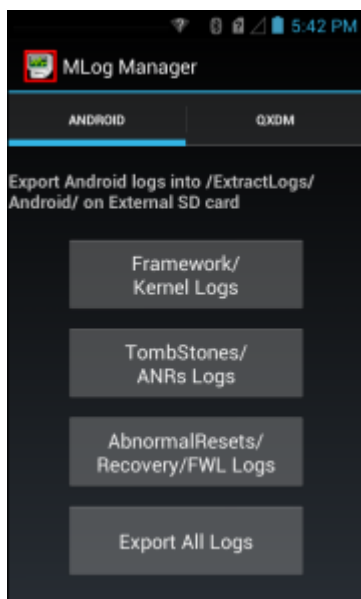 5:42 PM
MLog Manager
ANDROID QXDM
Export Android logs into /ExtractLogs/
Android/ on External SD card
Framework/
Kernel Logs
TombStones/
ANRs Logs
AbnormalResets/
Recovery/FWL Logs
Export All Logs